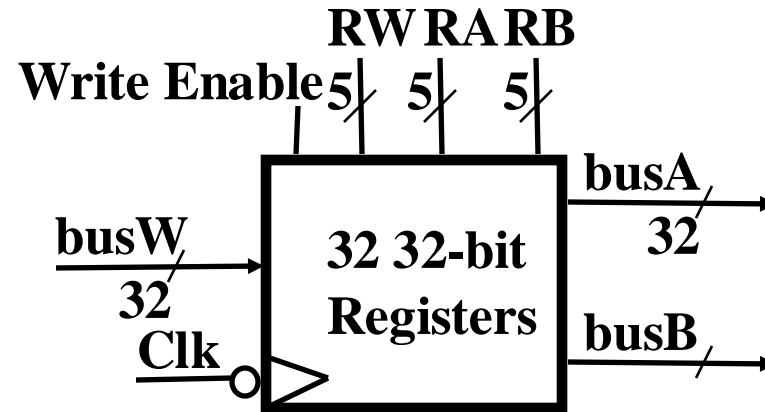 RW RA RB
Write Enable 5 5 5
busA
busW
32 32-bit
32
32
Registers
busB
Clk